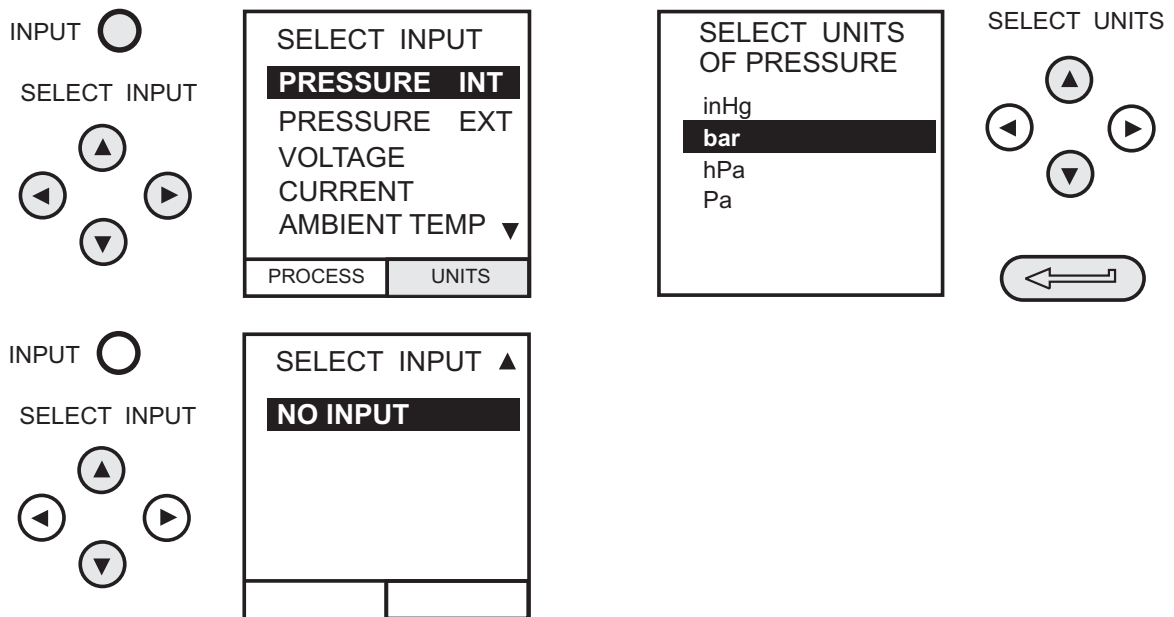 INPUT
SELECT INPUT
SELECT INPUT
PRESSURE INT
PRESSURE EXT
VOLTAGE
CURRENT
AMBIENT TEMP
PROCESS UNITS
SELECT UNITS
OF PRESSURE
inHg
bar
hPa
Pa
SELECT UNITS
INPUT
SELECT INPUT
SELECT INPUT
NO INPUT